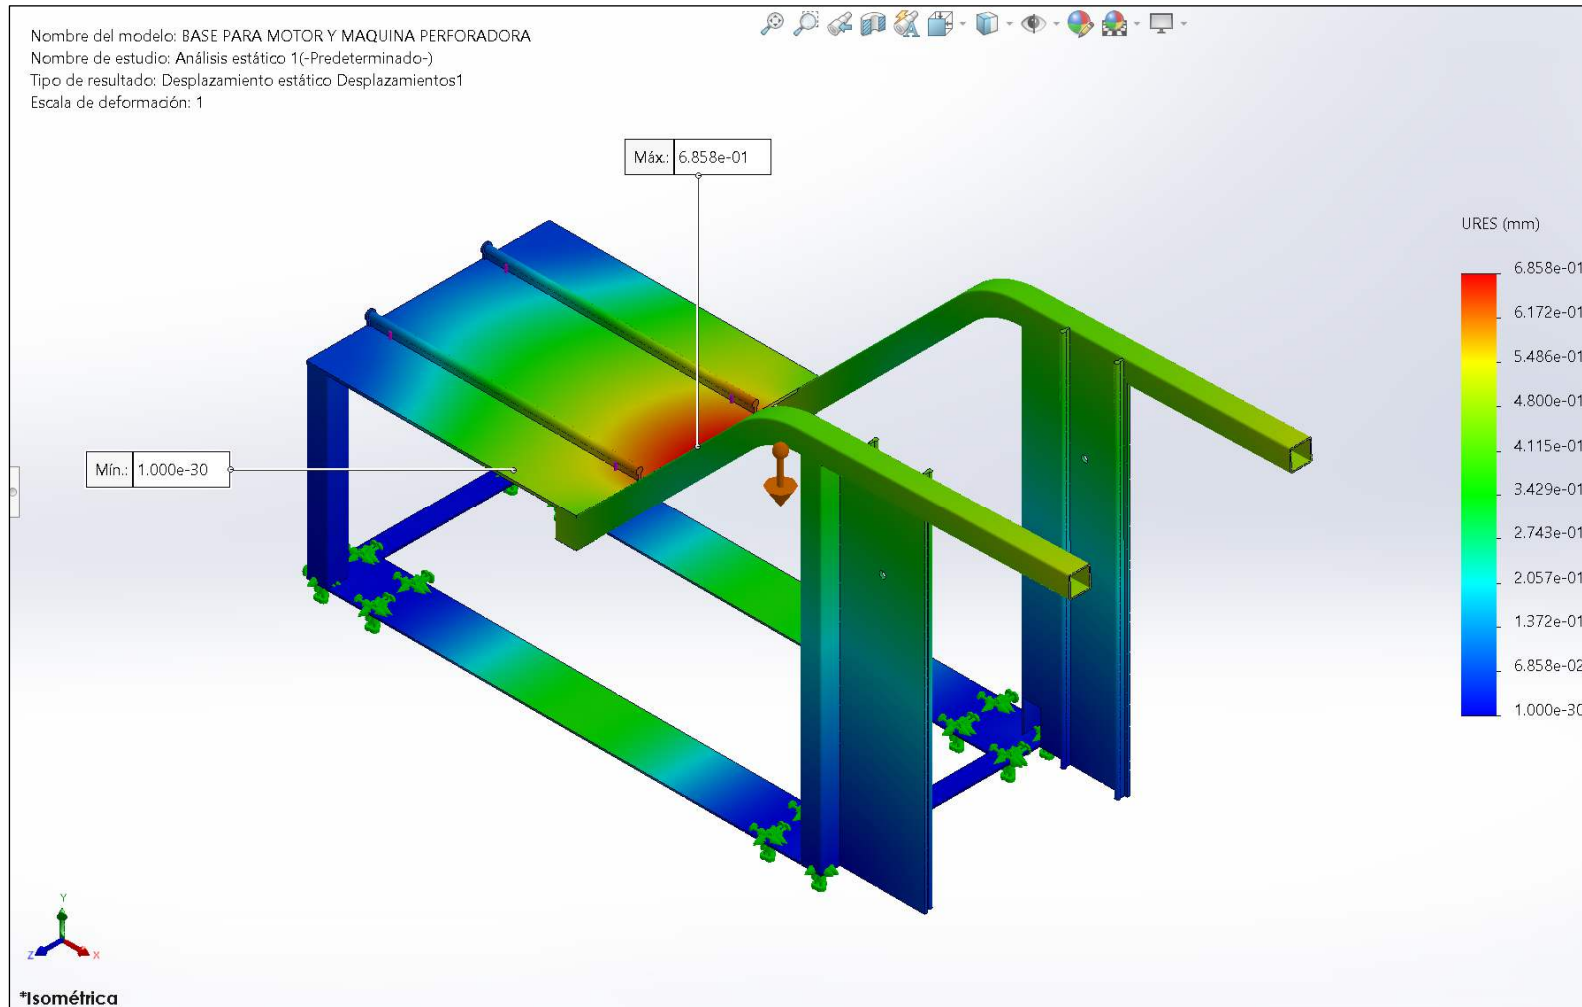 Nombre del modelo: BASE PARA MOTOR Y MAQUINA PERFORADORA
Nombre de estudio: Análisis estático 1(-Predeterminado-)
Tipo de resultado: Desplazamiento estático Desplazamientos1
Escala de deformación: 1
Máx.: 6.858e-01
Mín.: 1.000e-30
URES (mm)
6.858e-01
6.172e-01
5.486e-01
4.800e-01
4.115e-01
3.429e-01
2.743e-01
2.057e-01
1.372e-01
6.858e-02
1.000e-30
Y
Z
X
*Isométrica